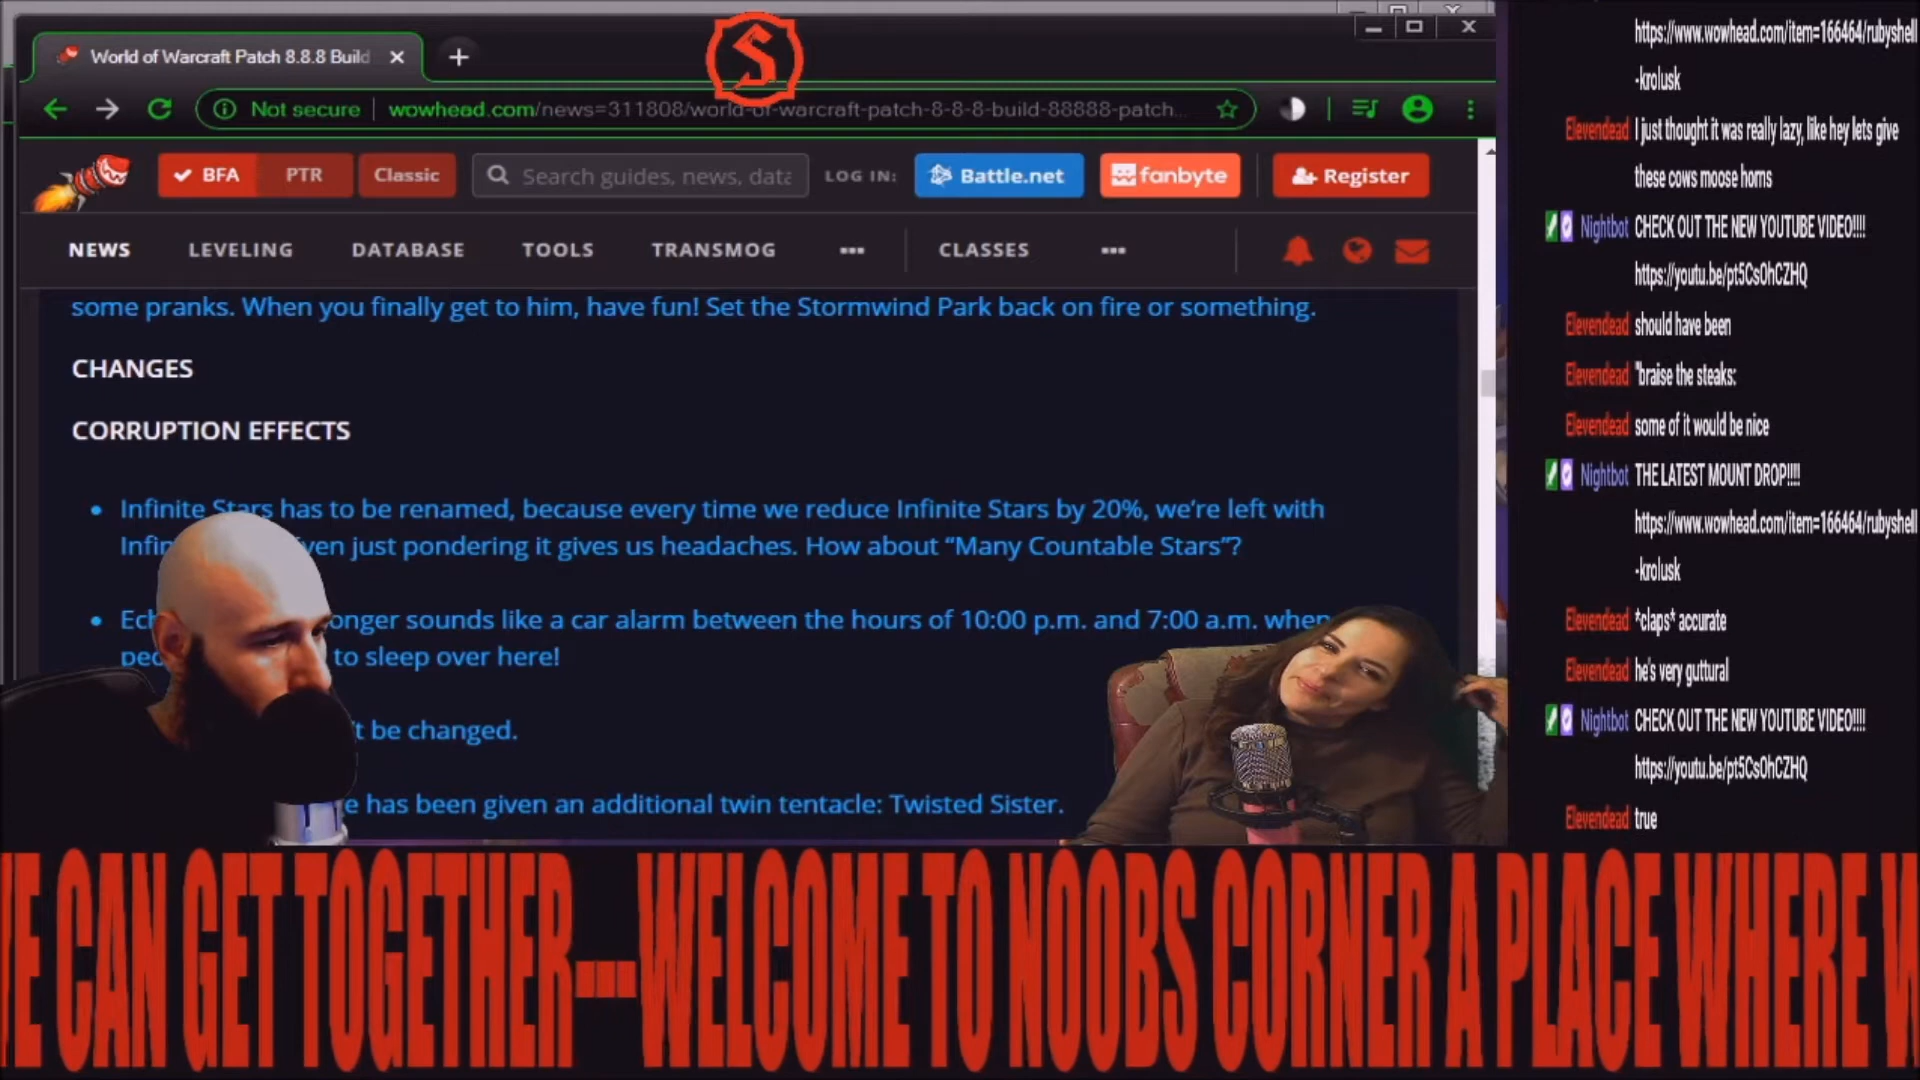 World of Warcraft Patch 8.8.8 Build
S
Not secure
wowhead.com/news=311808/world-of-warcraft-patch-8-8-8-build-88888-patch...
BFA
PTR
Classic
Search guides, news, data
LOG IN:
Battle.net
fanbyte
Register
NEWS
LEVELING
DATABASE
TOOLS
TRANSMOG
CLASSES
some pranks. When you finally get to him, have fun! Set the Stormwind Park back on fire or something.
CHANGES
CORRUPTION EFFECTS
Infinite Stars has to be renamed, because every time we reduce Infinite Stars by 20%, we're left with
just pondering it gives us headaches. How about “Many Countable Stars”?
sounds like a car alarm between the hours of 10:00 p.m. and 7:00 a.m. when
to sleep over here!
be changed.
has been given an additional twin tentacle: Twisted Sister.
https://www.wowhead.com/item=166464/rubyshell
-krolusk
Elevendead I just thought it was really lazy, like hey lets give
these cows moose horns
Nightbot CHECK OUT THE NEW YOUTUBE VIDEO!!!!
https://youtu.be/pt5CsOhCZHQ
Elevendead should have been
Elevendead "braise the steaks:
Elevendead some of it would be nice
Nightbot THE LATEST MOUNT DROP!!!!
https://www.wowhead.com/item=166464/rubyshell
-krolusk
Elevendead *claps* accurate
Elevendead he's very guttural
Nightbot CHECK OUT THE NEW YOUTUBE VIDEO!!!!
https://youtu.be/pt5CsOhCZHQ
Elevendead true
CAN GET TOGETHER---WELCOME TO NOOBS CORNER A PLACE WHERE